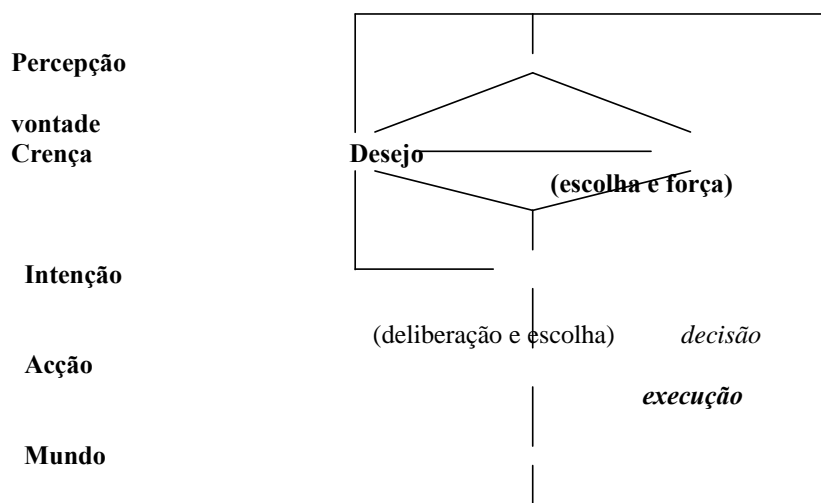 Percepção
vontade
Crença Desejo
(escolha e força)
Intenção
(deliberação e escolha) decisão
Acção
execução
Mundo